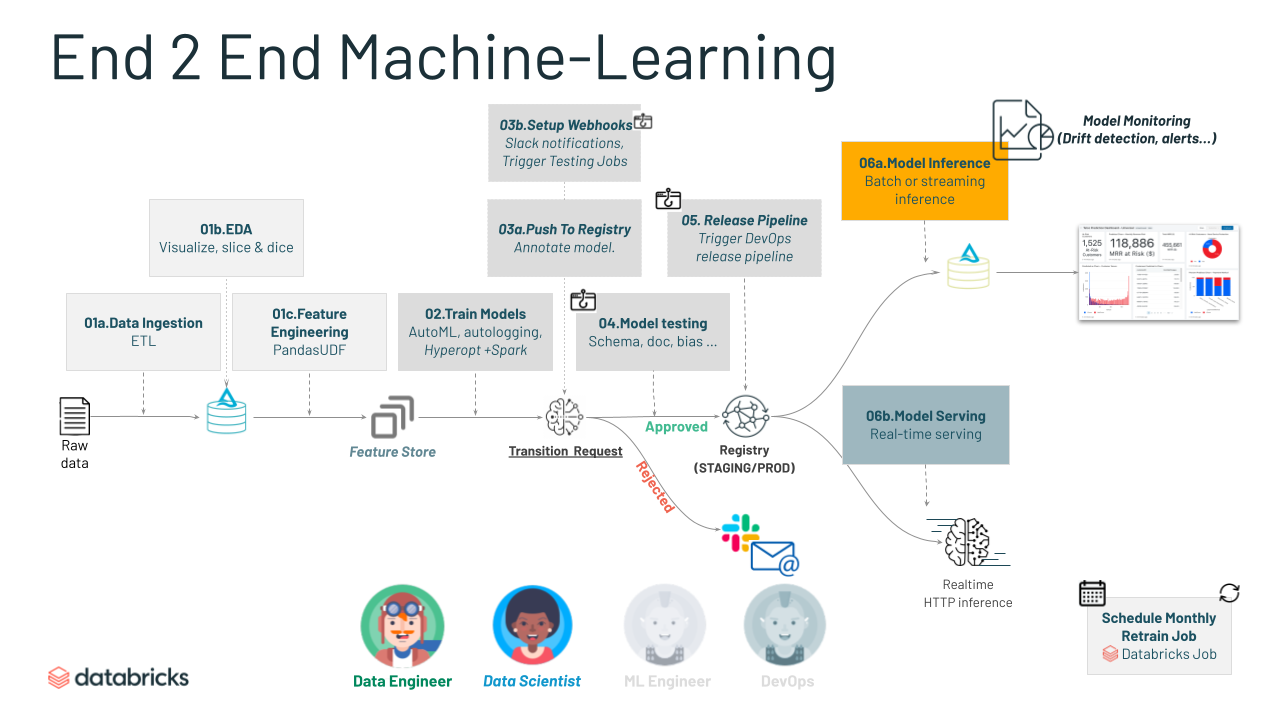 End 2 End Machine-Learning
03b.Setup Webhooks
Slack notifications,
Trigger Testing Jobs
Model Monitoring
(Drift detection, alerts...)
06a.Model Inference
Batch or streaming
inference
01b.EDA
Visualize, slice & dice
03a.Push To Registry
Annotate model.
05. Release Pipeline
Trigger DevOps
release pipeline
1,525
At-Risk
Customers
118,886
MRR at Risk ($)
01a.Data Ingestion
ETL
01c.Feature
Engineering
PandasUDF
02.Train Models
AutoML, autologging,
Hyperopt +Spark
04.Model testing
Schema, doc, bias ...
06b.Model Serving
Real-time serving
Raw
data
Feature Store
Transition Request
Approved
Rejected
Registry
(STAGING/PROD)
Realtime
HTTP inference
Schedule Monthly
Retrain Job
Databricks Job
Data Engineer
Data Scientist
ML Engineer
DevOps
databricks